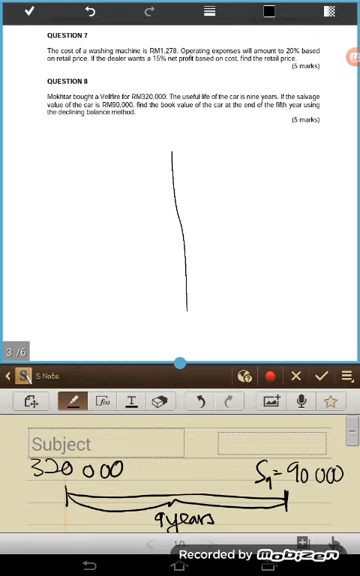 QUESTION 7
The cost of a washing machine is RM1,278. Operating expenses will amount to 20% based
on retail price. If the dealer wants a 15% net profit based on cost, find the retail price.
(5 marks)
QUESTION 8
Mokhtar bought a Vellfire for RM320,000. The useful life of the car is nine years. If the salvage
value of the car is RM90,000, find the book value of the car at the end of the fifth year using
the declining balance method.
(5 marks)
3 /6
S Note
Subject
320 000
S9 = 90 000
9 years
Recorded by Mobizen